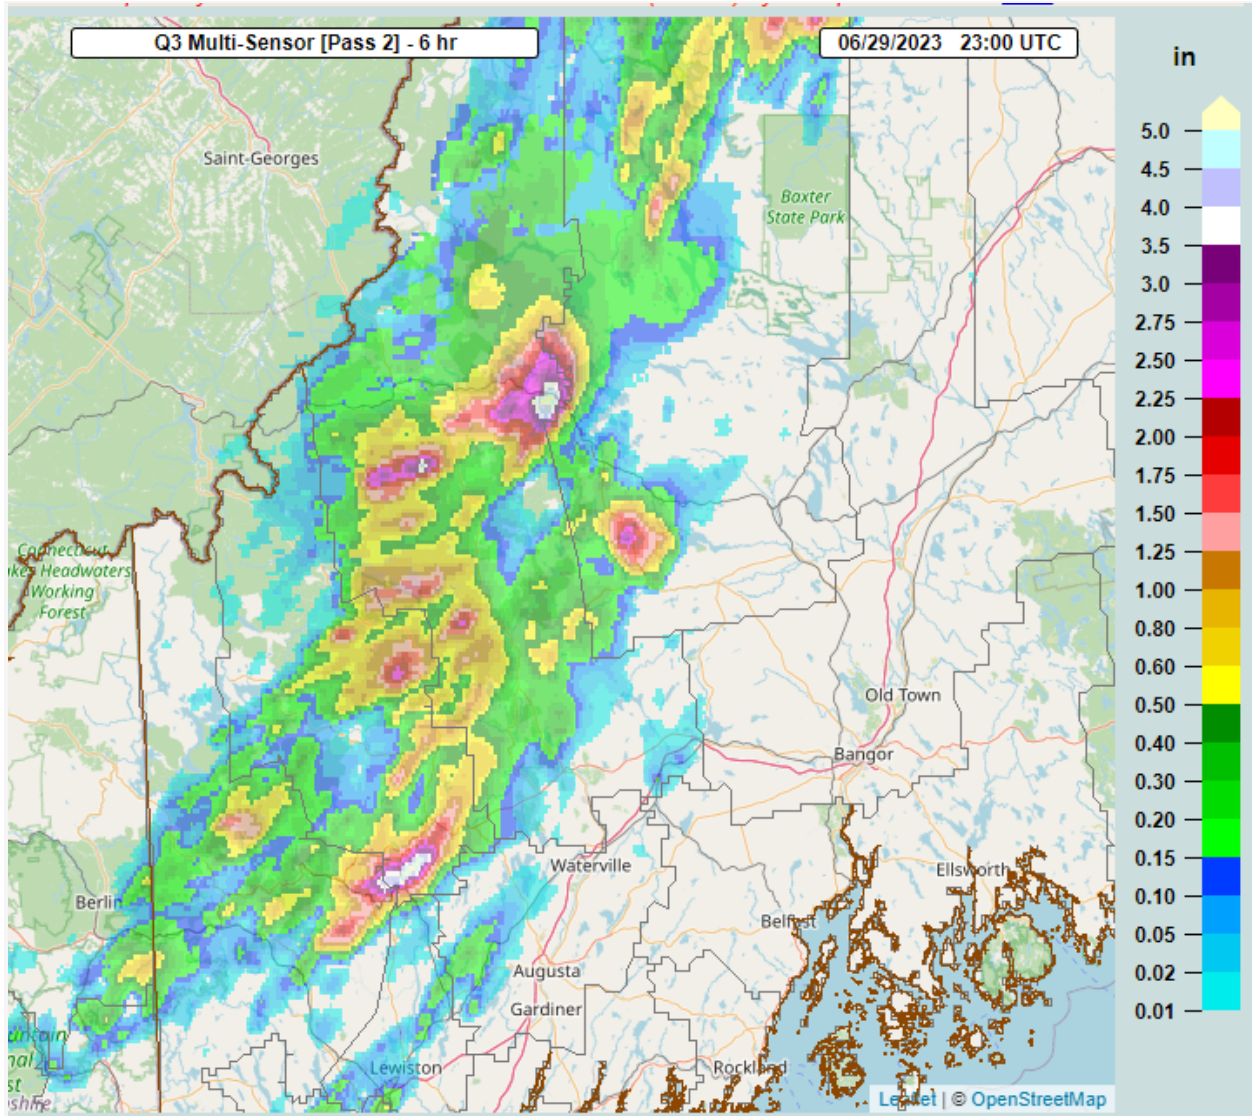 Q3 Multi-Sensor [Pass 2] - 6 hr
06/29/2023 23:00 UTC
in
5.0
4.5
4.0
3.5
3.0
2.75
2.50
2.25
2.00
1.75
1.50
1.25
1.00
0.80
0.60
0.50
0.40
0.30
0.20
0.15
0.10
0.05
0.02
0.01
Saint-Georges
Baxter
State Park
Connecticut
Headwaters
Working
Forest
Old Town
Bangor
Waterville
Ellsworth
Berlin
Belfast
Augusta
Gardiner
Lewiston
Rockland
Leaflet | © OpenStreetMap